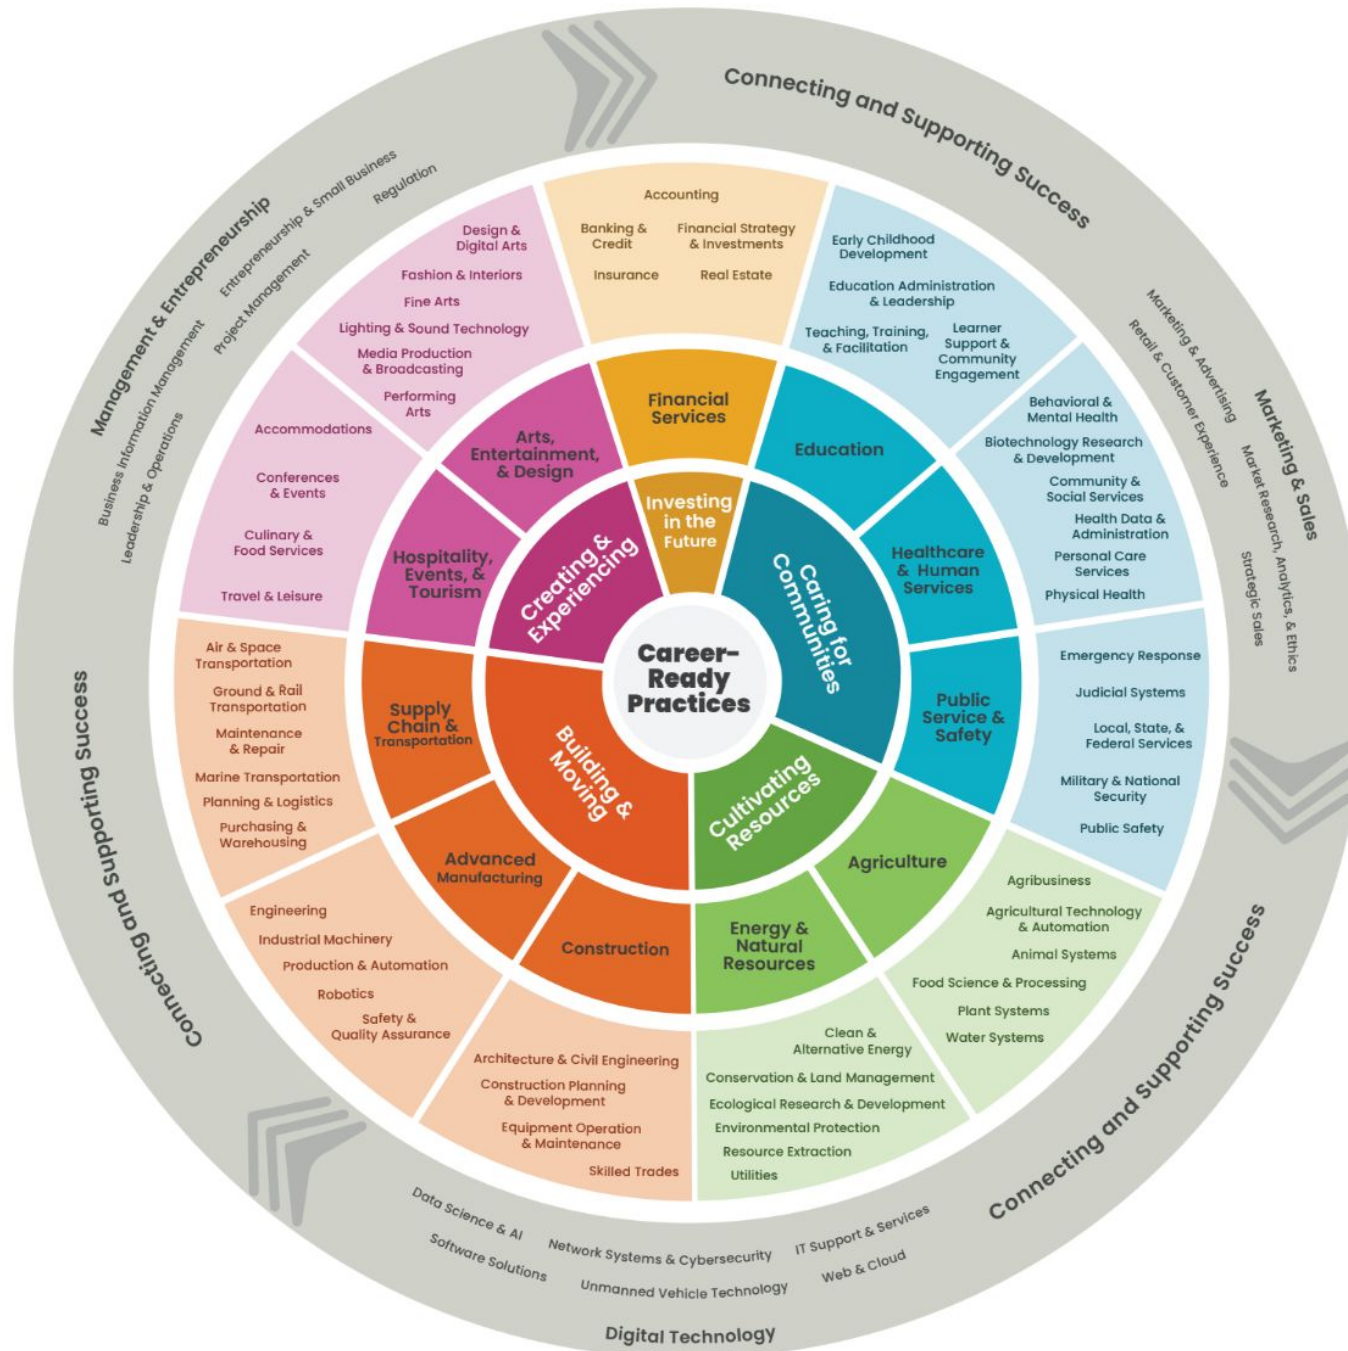 Connecting and Supporting Success
Management & Entrepreneurship
Entrepreneurship & Small Business
Regulation
Project Management
Business Information Management
Leadership & Operations
Marketing & Sales
Marketing & Advertising
Retail & Customer Experience
Market Research, Analytics, & Ethics
Strategic Sales
Connecting and Supporting Success
Digital Technology
Data Science & AI
Network Systems & Cybersecurity
IT Support & Services
Software Solutions
Unmanned Vehicle Technology
Web & Cloud
Connecting and Supporting Success
Career-
Ready
Practices
Investing
in the
Future
Financial
Services
Accounting
Banking &
Credit
Financial Strategy
& Investments
Insurance
Real Estate
Caring for
Communities
Education
Early Childhood
Development
Education Administration
& Leadership
Teaching, Training,
& Facilitation
Learner
Support &
Community
Engagement
Healthcare
& Human
Services
Behavioral &
Mental Health
Biotechnology Research
& Development
Community &
Social Services
Health Data &
Administration
Personal Care
Services
Physical Health
Public
Service &
Safety
Emergency Response
Judicial Systems
Local, State, &
Federal Services
Military & National
Security
Public Safety
Cultivating
Resources
Agriculture
Agribusiness
Agricultural Technology
& Automation
Animal Systems
Food Science & Processing
Plant Systems
Water Systems
Energy &
Natural
Resources
Clean &
Alternative Energy
Conservation & Land Management
Ecological Research & Development
Environmental Protection
Resource Extraction
Utilities
Building &
Moving
Construction
Architecture & Civil Engineering
Construction Planning
& Development
Equipment Operation
& Maintenance
Skilled Trades
Advanced
Manufacturing
Engineering
Industrial Machinery
Production & Automation
Robotics
Safety &
Quality Assurance
Supply
Chain &
Transportation
Air & Space
Transportation
Ground & Rail
Transportation
Maintenance
& Repair
Marine Transportation
Planning & Logistics
Purchasing &
Warehousing
Creating &
Experiencing
Hospitality,
Events, &
Tourism
Accommodations
Conferences
& Events
Culinary &
Food Services
Travel & Leisure
Arts,
Entertainment,
& Design
Design &
Digital Arts
Fashion & Interiors
Fine Arts
Lighting & Sound Technology
Media Production
& Broadcasting
Performing
Arts